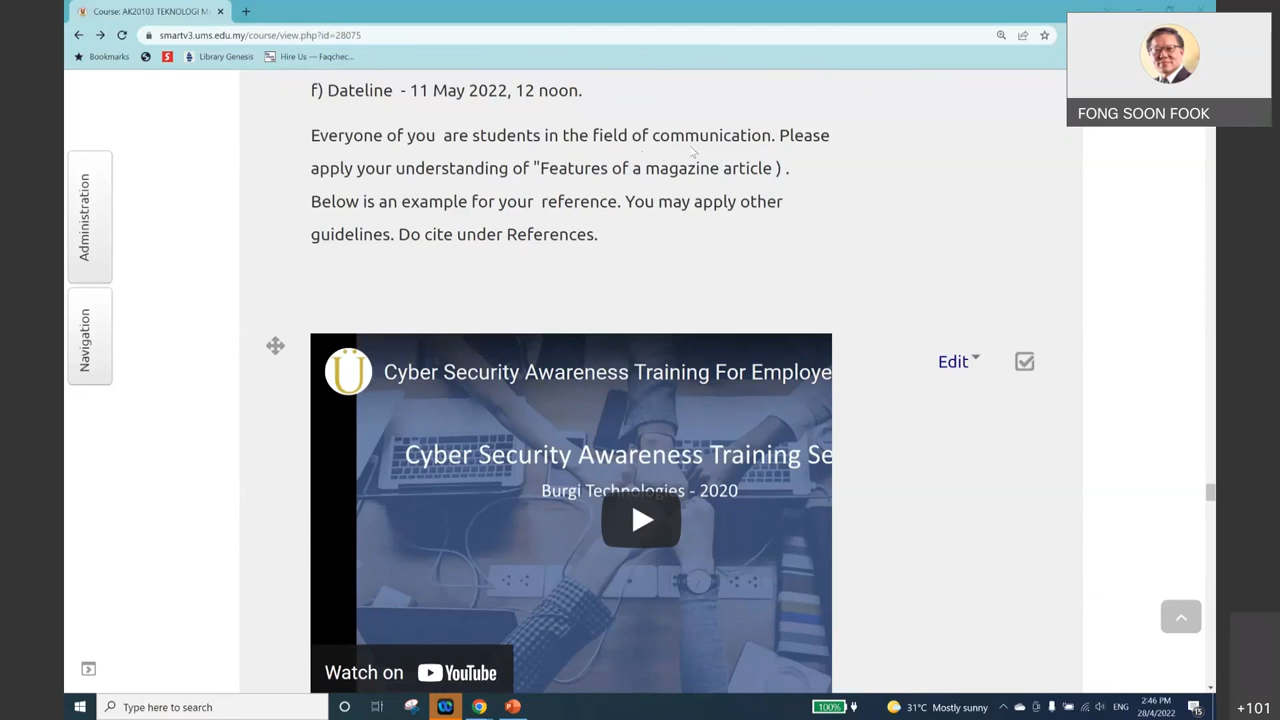 Course: AK20103 TEKNOLOGI M
smartv3.ums.edu.my/course/view.php?id=28075
Bookmarks
Library Genesis
Hire Us — Faqchec...
FONG SOON FOOK
f) Dateline - 11 May 2022, 12 noon.
Everyone of you are students in the field of communication. Please
apply your understanding of "Features of a magazine article ) .
Below is an example for your reference. You may apply other
guidelines. Do cite under References.
Administration
Navigation
Edit
Cyber Security Awareness Training For Employe
Cyber Security Awareness Training Se
Burgi Technologies - 2020
Watch on YouTube
Type here to search
100%
31°C Mostly sunny
ENG
2:46 PM
28/4/2022
15
+101